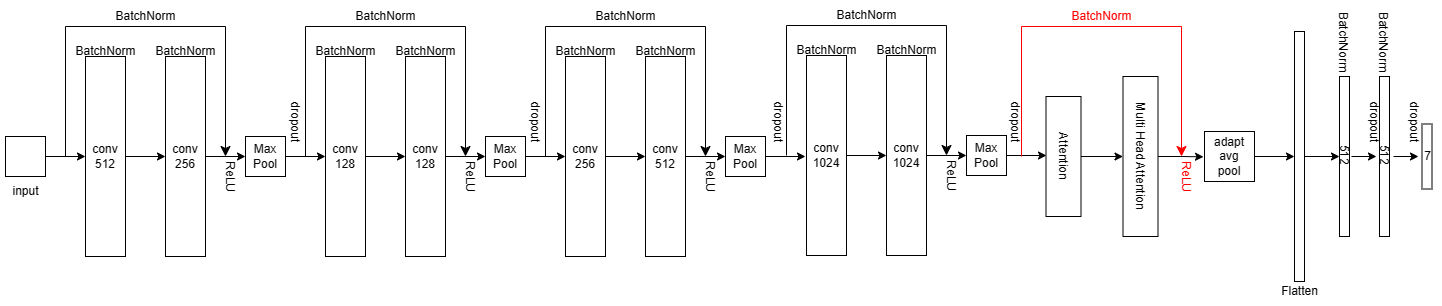 BatchNorm
BatchNorm
BatchNorm
BatchNorm
BatchNorm
BatchNorm BatchNorm
BatchNorm BatchNorm
BatchNorm BatchNorm
BatchNorm BatchNorm
BatchNorm
BatchNorm
input
conv
512
conv
256
ReLU
Max
Pool
dropout
conv
128
conv
128
ReLU
Max
Pool
dropout
conv
256
conv
512
ReLU
Max
Pool
dropout
conv
1024
conv
1024
ReLU
Max
Pool
dropout
Attention
Multi Head Attention
ReLU
adapt
avg
pool
Flatten
512
dropout
512
dropout
7